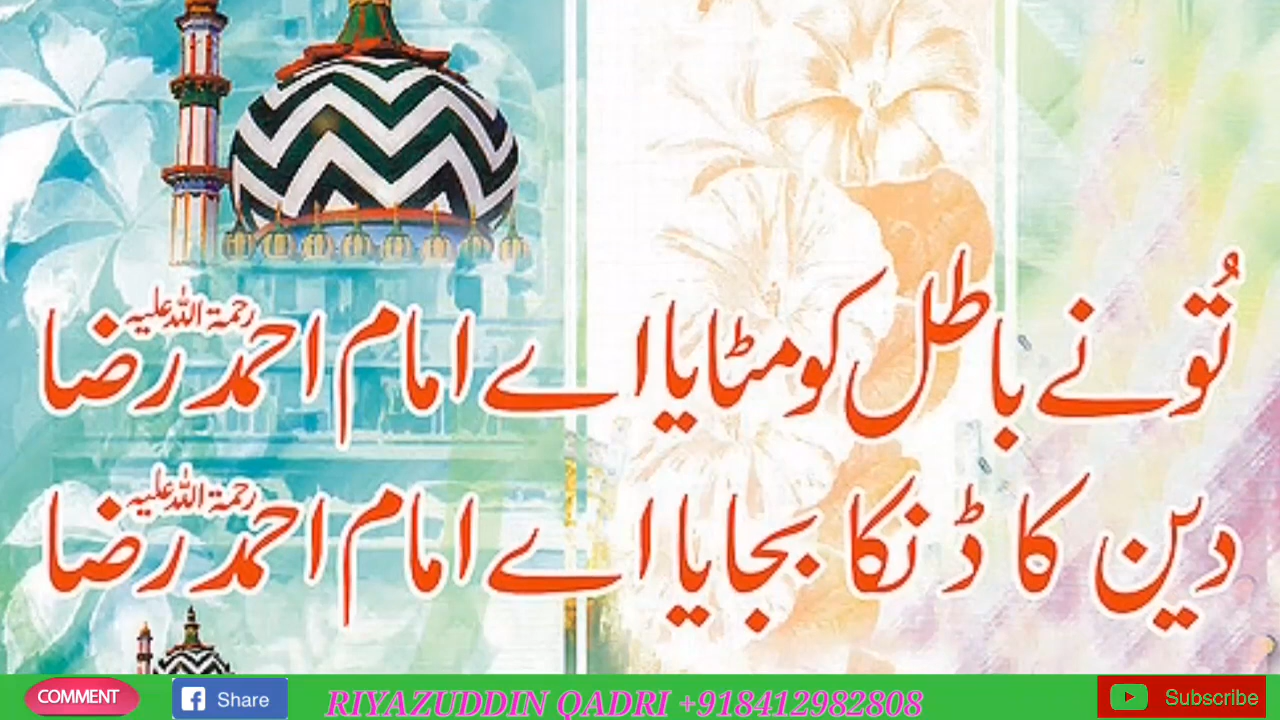 تُو نے باطل کو مٹایا اے امام احمد رضا رحمۃ اللہ علیہ
دین کا ڈنکا بجایا اے امام احمد رضا رحمۃ اللہ علیہ
COMMENT Share RIYAZUDDIN QADRI +918412982808 Subscribe